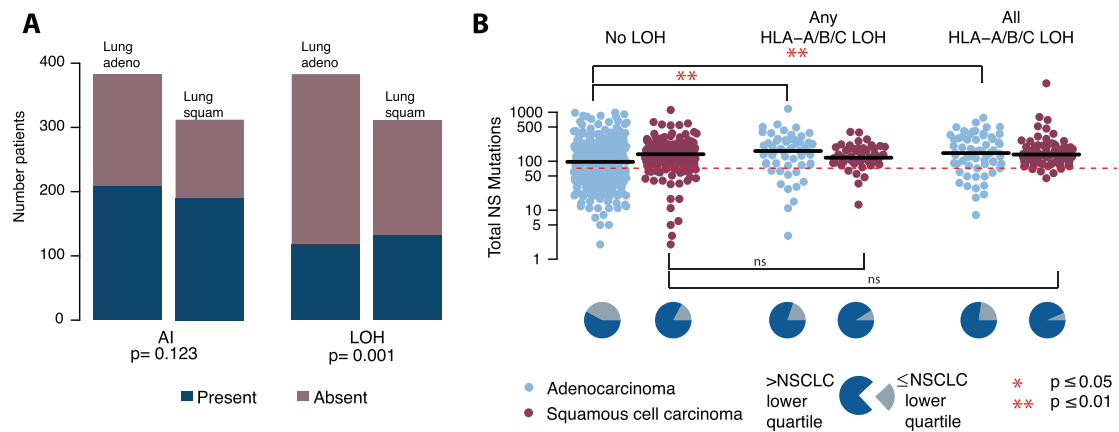 A
Lung
adeno
Lung
squam
Lung
adeno
Lung
squam
Number patients
400
300
200
100
0
AI
p= 0.123
LOH
p= 0.001
Present
Absent
B
No LOH
Any
HLA–A/B/C LOH
All
HLA–A/B/C LOH
**
**
Total NS Mutations
1000
500
100
50
10
5
1
ns
ns
Adenocarcinoma
Squamous cell carcinoma
>NSCLC
lower
quartile
≤NSCLC
lower
quartile
* p ≤ 0.05
** p ≤ 0.01